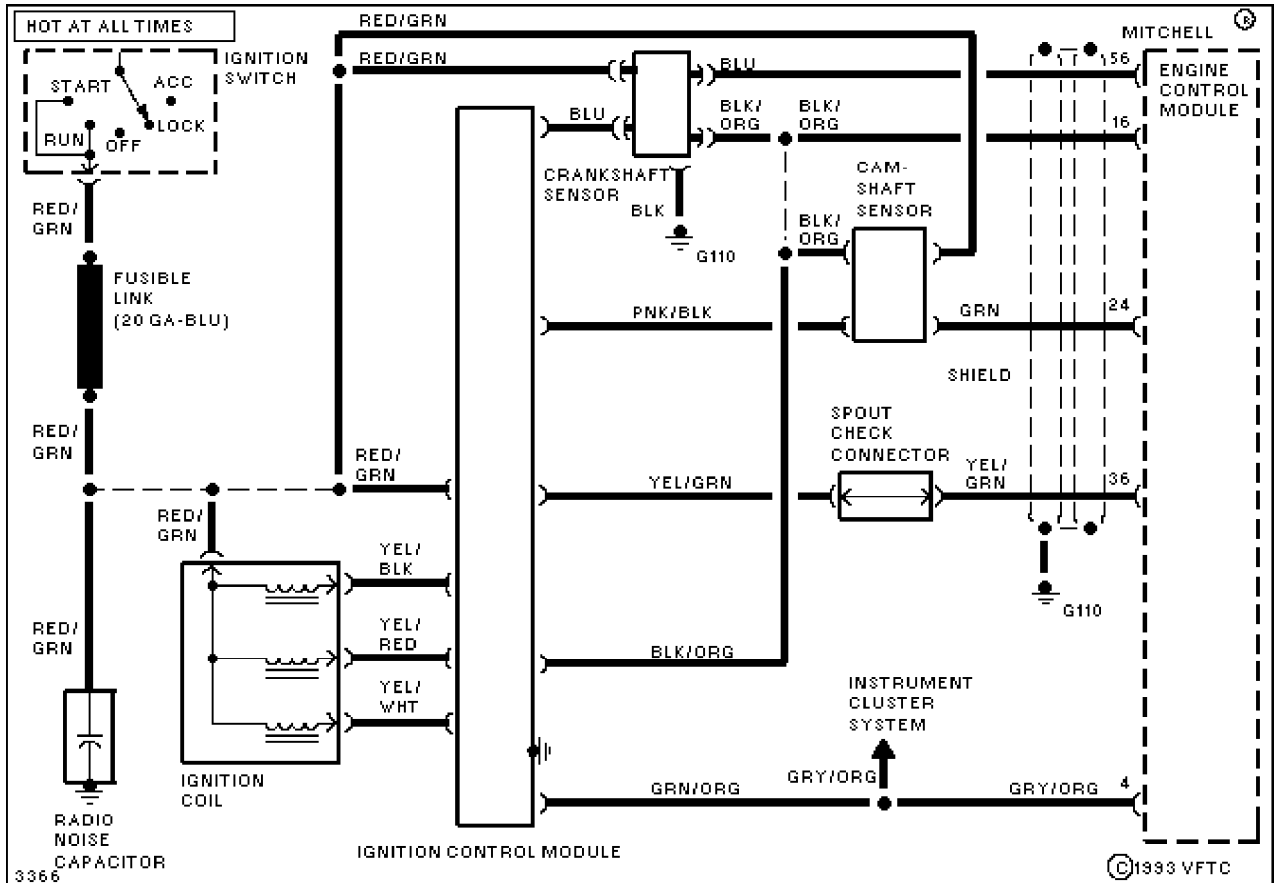 HOT AT ALL TIMES
RED/GRN
RED/GRN
MITCHELL
R
IGNITION
SWITCH
START
ACC
RUN
OFF
LOCK
BLU
56
ENGINE
CONTROL
MODULE
BLU
BLK/
ORG
BLK/
ORG
16
CRANKSHAFT
SENSOR
BLK
G110
CAM-
SHAFT
SENSOR
BLK/
ORG
RED/
GRN
FUSIBLE
LINK
(20 GA-BLU)
PNK/BLK
GRN
24
SHIELD
RED/
GRN
RED/
GRN
SPOUT
CHECK
CONNECTOR
YEL/GRN
YEL/
GRN
36
RED/
GRN
YEL/
BLK
G110
RED/
GRN
YEL/
RED
BLK/ORG
YEL/
WHT
INSTRUMENT
CLUSTER
SYSTEM
IGNITION
COIL
GRN/ORG
GRY/ORG
GRY/ORG
4
RADIO
NOISE
CAPACITOR
IGNITION CONTROL MODULE
3366
C 1993 VFTC